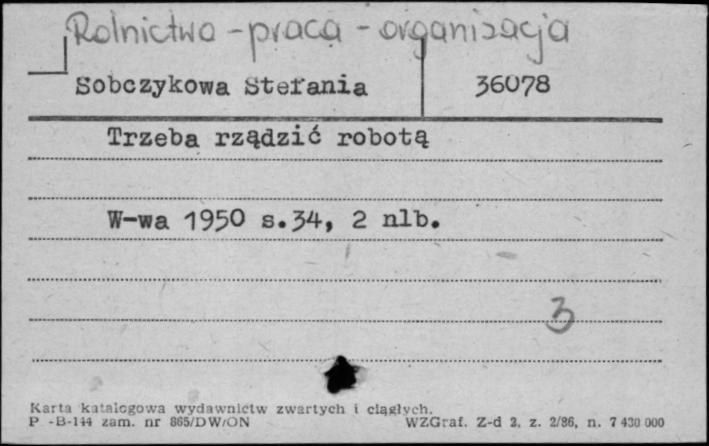 Rolnictwo - praca - organizacja
Sobczykowa Stefania 36078
Trzeba rządzić robotą
W-wa 1950 s.34, 2 nlb.
3
Karta katalogowa wydawnictw zwartych i ciągłych.
P -B-144 zam. nr 865/DW/ON WZGraf. Z-d 2, z. 2/86, n. 7 430 000